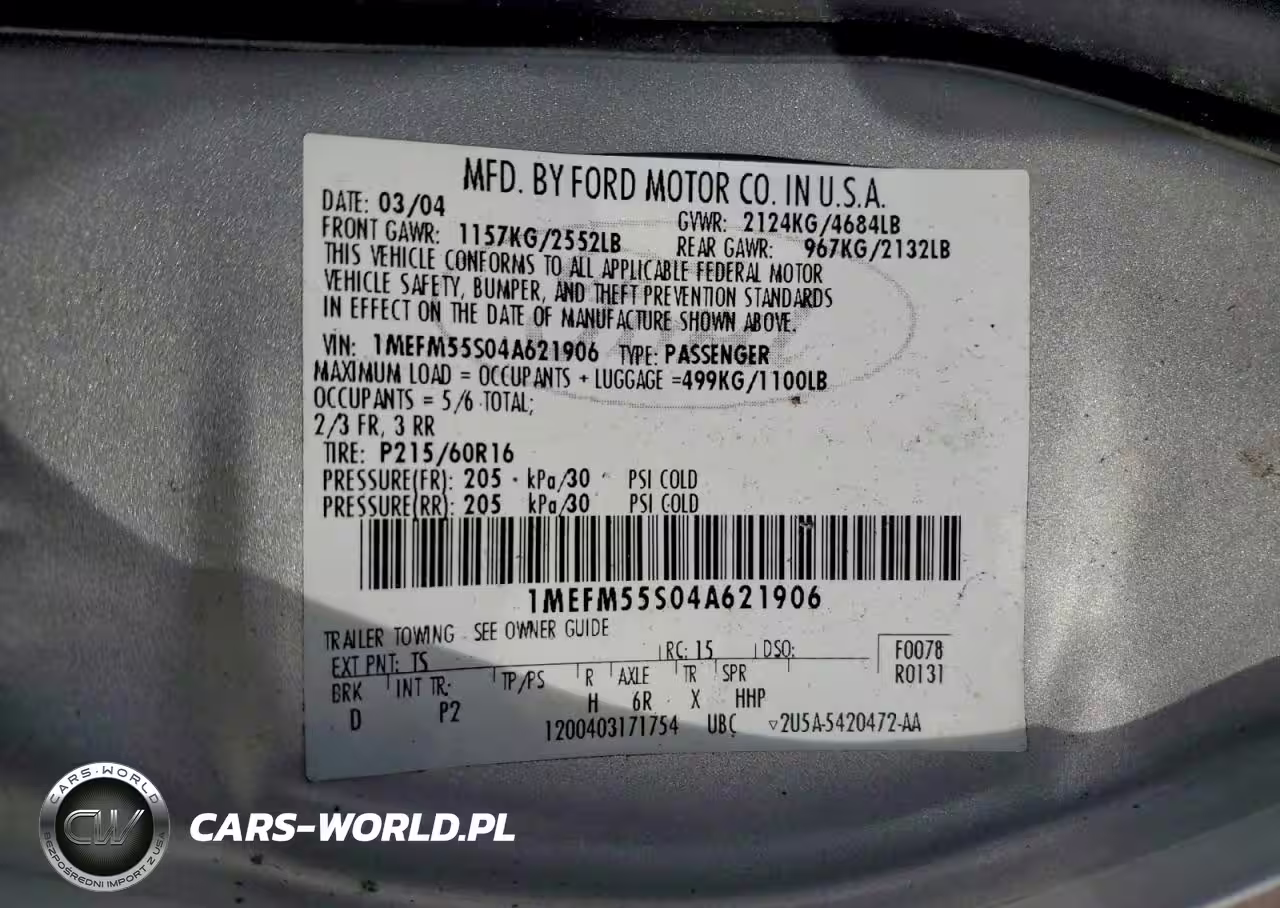 MFD. BY FORD MOTOR CO. IN U.S.A.
DATE: 03/04 GVWR: 2124KG/4684LB
FRONT GAWR: 1157KG/2552LB REAR GAWR: 967KG/2132LB
THIS VEHICLE CONFORMS TO ALL APPLICABLE FEDERAL MOTOR
VEHICLE SAFETY, BUMPER, AND THEFT PREVENTION STANDARDS
IN EFFECT ON THE DATE OF MANUFACTURE SHOWN ABOVE.
VIN: 1MEFM55S04A621906 TYPE: PASSENGER
MAXIMUM LOAD = OCCUPANTS + LUGGAGE =499KG/1100LB
OCCUPANTS = 5/6 TOTAL;
2/3 FR, 3 RR
TIRE: P215/60R16
PRESSURE(FR): 205 kPa/30 PSI COLD
PRESSURE(RR): 205 kPa/30 PSI COLD
1MEFM55S04A621906
TRAILER TOWING - SEE OWNER GUIDE
EXT PNT: TS RC: 15 DSO: F0078
BRK INT TR: TP/PS R AXLE TR SPR R0131
D P2 H 6R X HHP
1200403171754 UBC ▽2U5A-5420472-AA
CARS-WORLD
CW
BEZPOŚREDNI IMPORT Z USA
CARS-WORLD.PL